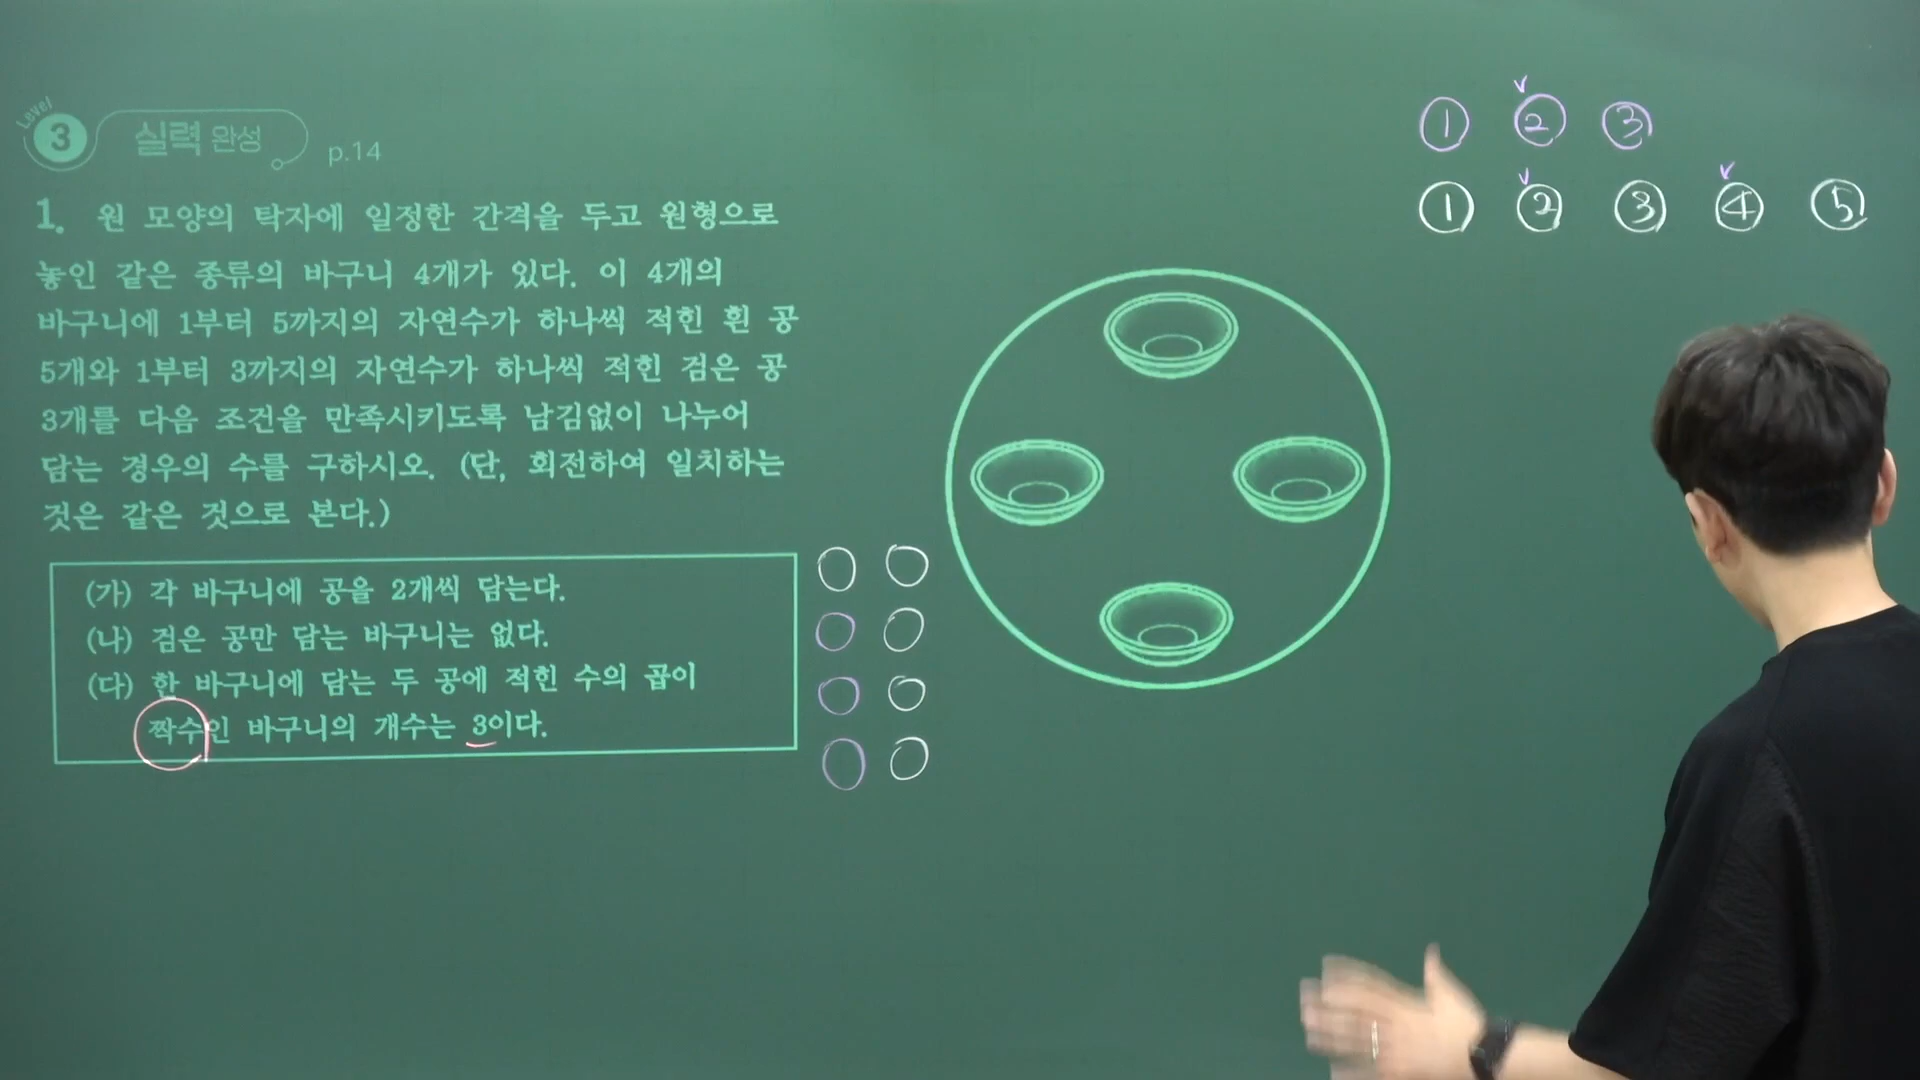 Level 3 실력 완성 p.14
1. 원 모양의 탁자에 일정한 간격을 두고 원형으로
놓인 같은 종류의 바구니 4개가 있다. 이 4개의
바구니에 1부터 5까지의 자연수가 하나씩 적힌 흰 공
5개와 1부터 3까지의 자연수가 하나씩 적힌 검은 공
3개를 다음 조건을 만족시키도록 남김없이 나누어
담는 경우의 수를 구하시오. (단, 회전하여 일치하는
것은 같은 것으로 본다.)
(가) 각 바구니에 공을 2개씩 담는다.
(나) 검은 공만 담는 바구니는 없다.
(다) 한 바구니에 담는 두 공에 적힌 수의 곱이
짝수인 바구니의 개수는 3이다.
① ② ③
① ② ③ ④ ⑤